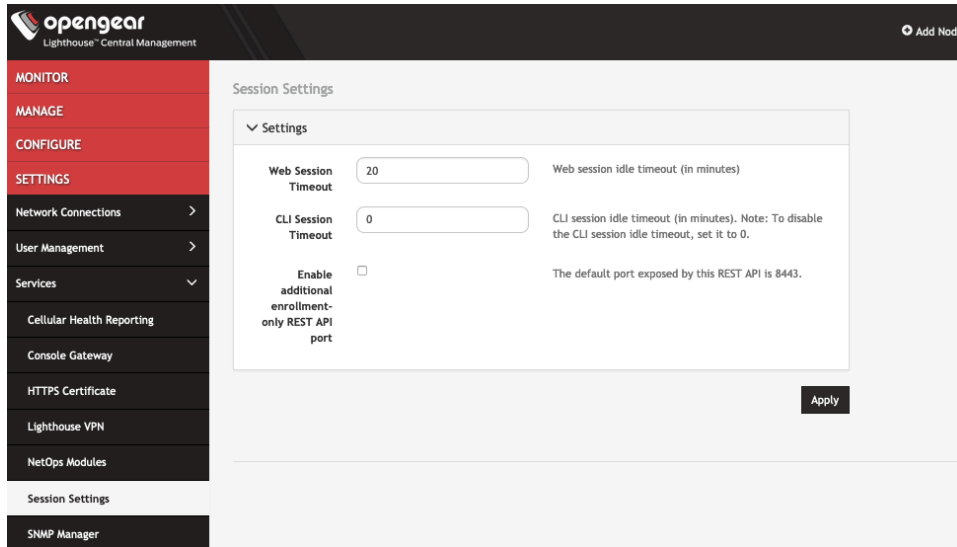 opengear
Lighthouse™ Central Management
Add Nod
MONITOR
MANAGE
CONFIGURE
SETTINGS
Network Connections
User Management
Services
Cellular Health Reporting
Console Gateway
HTTPS Certificate
Lighthouse VPN
NetOps Modules
Session Settings
SNMP Manager
Session Settings
Settings
Web Session
Timeout
20
Web session idle timeout (in minutes)
CLI Session
Timeout
0
CLI session idle timeout (in minutes). Note: To disable
the CLI session idle timeout, set it to 0.
Enable
additional
enrollment-
only REST API
port
The default port exposed by this REST API is 8443.
Apply